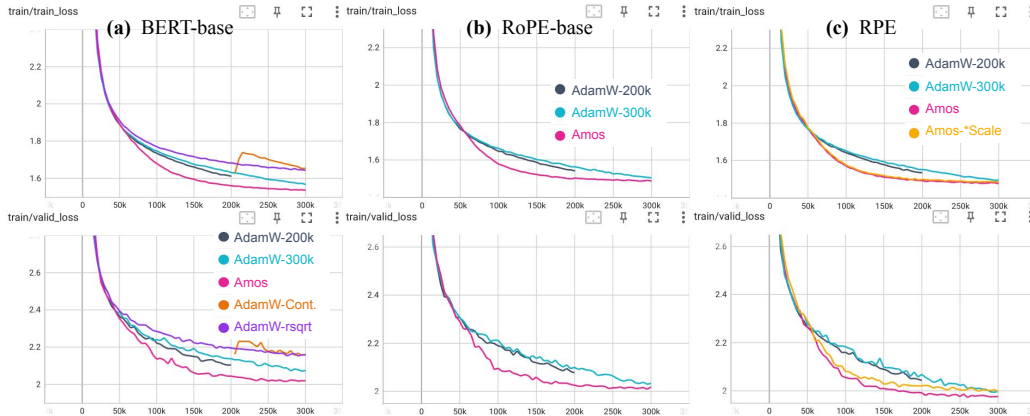 train/train_loss
(a) BERT-base
2.2
2
1.8
1.6
0 50k 100k 150k 200k 250k 300k
train/train_loss
(b) RoPE-base
AdamW-200k
AdamW-300k
Amos
2.2
2
1.8
1.6
0 50k 100k 150k 200k 250k 300k
train/train_loss
(c) RPE
AdamW-200k
AdamW-300k
Amos
Amos-*Scale
2.2
2
1.8
1.6
0 50k 100k 150k 200k 250k 300k
train/valid_loss
AdamW-200k
AdamW-300k
Amos
AdamW-Cont.
AdamW-rsqrt
2.6
2.4
2.2
2
0 50k 100k 150k 200k 250k 300k
train/valid_loss
2.6
2.4
2.2
2
0 50k 100k 150k 200k 250k 300k
train/valid_loss
2.6
2.4
2.2
2
0 50k 100k 150k 200k 250k 300k